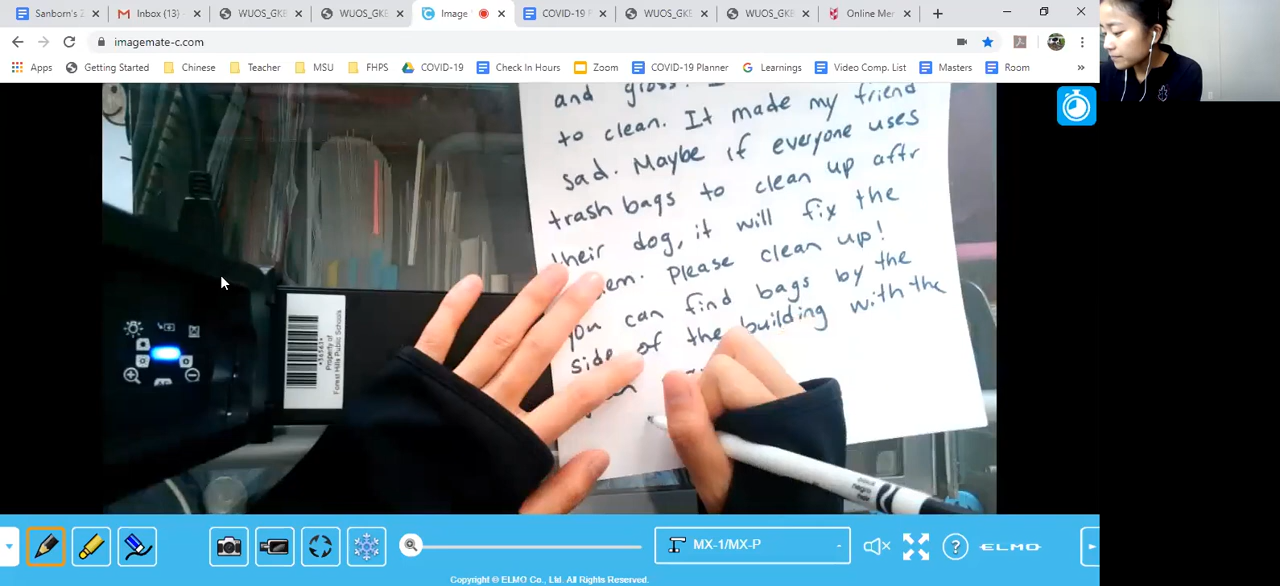 Sanborn's Z
Inbox (13)
WUOS_GKE
WUOS_GKE
Image
COVID-19 F
WUOS_GKE
WUOS_GKE
Online Mer
imagemate-c.com
Apps
Getting Started
Chinese
Teacher
MSU
FHPS
COVID-19
Check In Hours
Zoom
COVID-19 Planner
Learnings
Video Comp. List
Masters
Room
and gross!
to clean. It made my friend
sad. Maybe if everyone uses
trash bags to clean up aftr
their dog, it will fix the
Please clean up!
You can find bags by the
side of the building with the
Property of
Forest Hills Public Schools
AF
MX-1/MX-P
ELMO
Copyright © ELMO Co., Ltd. All Rights Reserved.